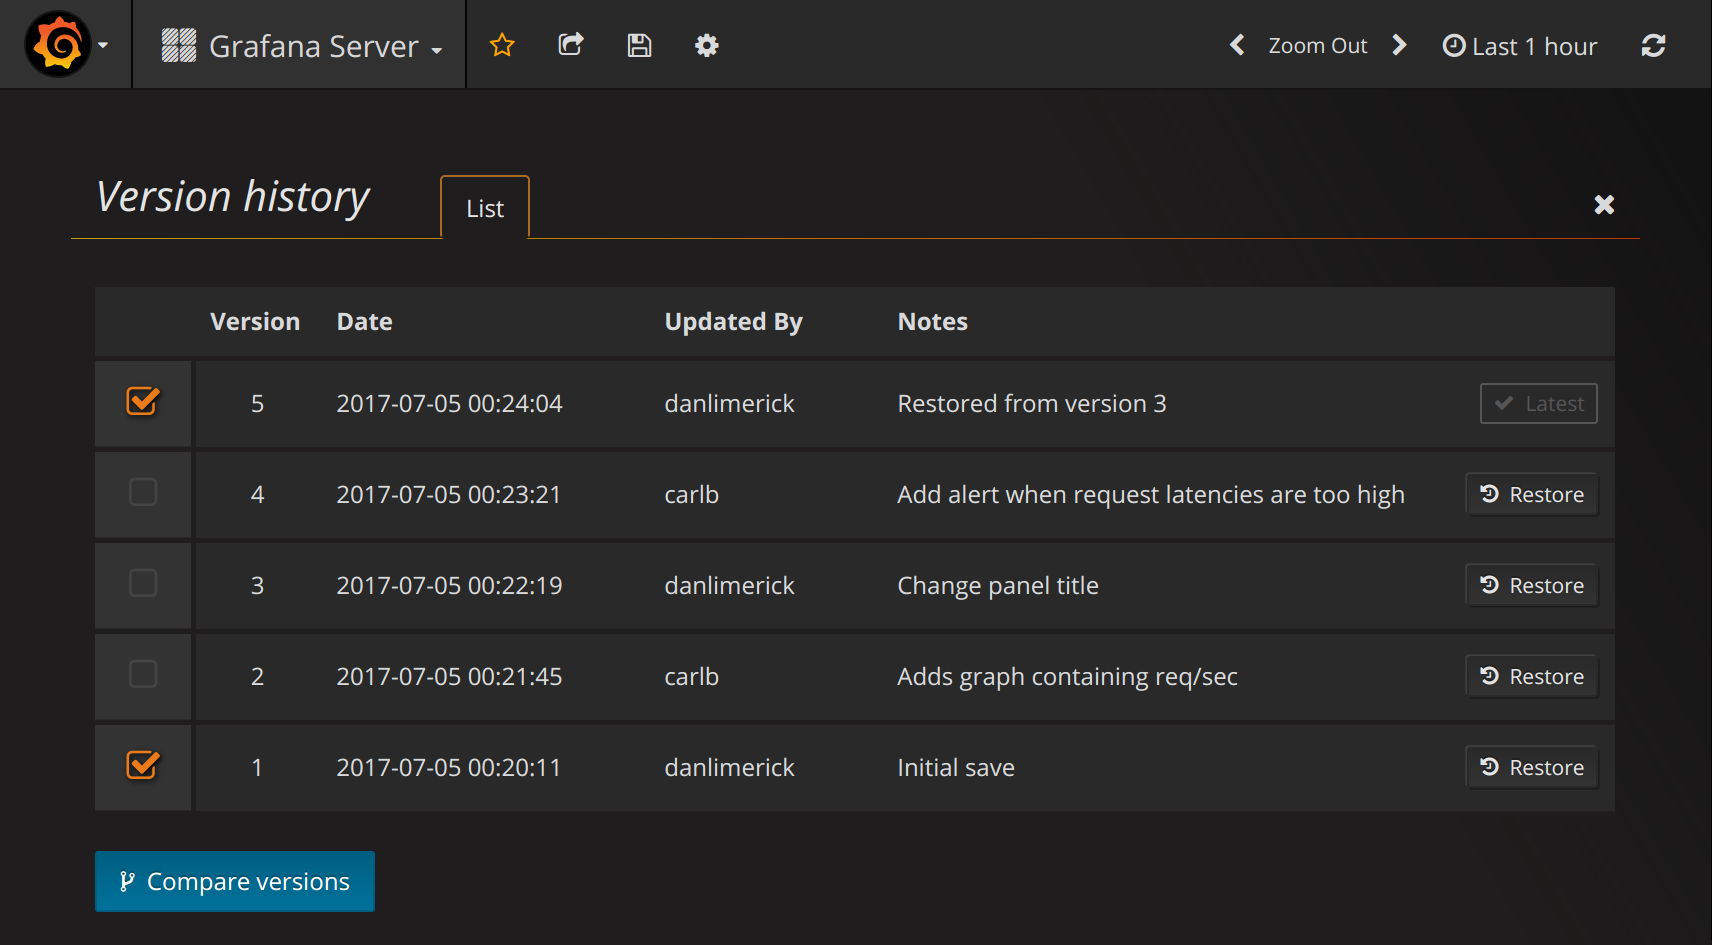 Grafana Server Zoom Out Last 1 hour
Version history List
Version Date Updated By Notes
5 2017-07-05 00:24:04 danlimerick Restored from version 3 Latest
4 2017-07-05 00:23:21 carlb Add alert when request latencies are too high Restore
3 2017-07-05 00:22:19 danlimerick Change panel title Restore
2 2017-07-05 00:21:45 carlb Adds graph containing req/sec Restore
1 2017-07-05 00:20:11 danlimerick Initial save Restore
Compare versions